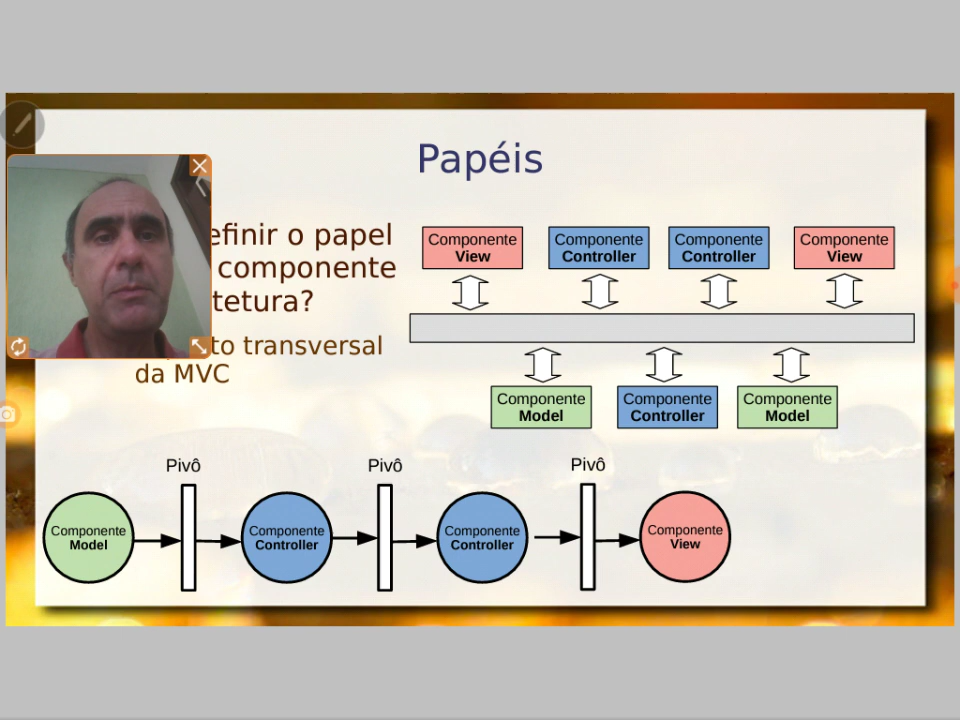 Papéis
efinir o papel
componente
tetura?
to transversal
da MVC
Componente
View
Componente
Controller
Componente
Controller
Componente
View
Componente
Model
Componente
Controller
Componente
Model
Pivô
Pivô
Pivô
Componente
Model
Componente
Controller
Componente
Controller
Componente
View